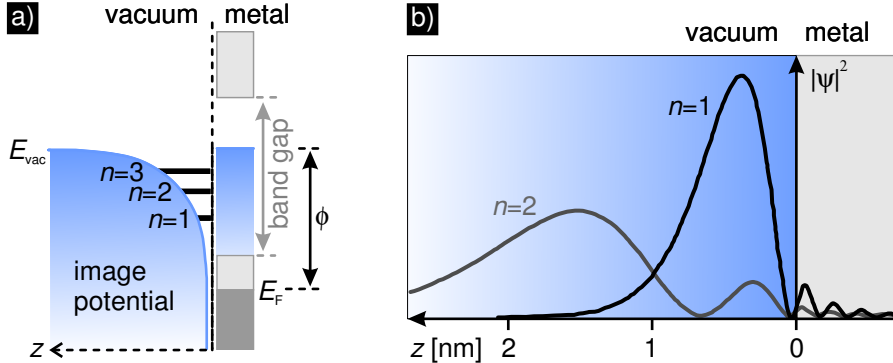 a)
vacuum metal
E_vac
n=3
n=2
n=1
band gap
ϕ
image
potential
E_F
z
b)
vacuum metal
|ψ|²
n=1
n=2
z [nm] 2 1 0